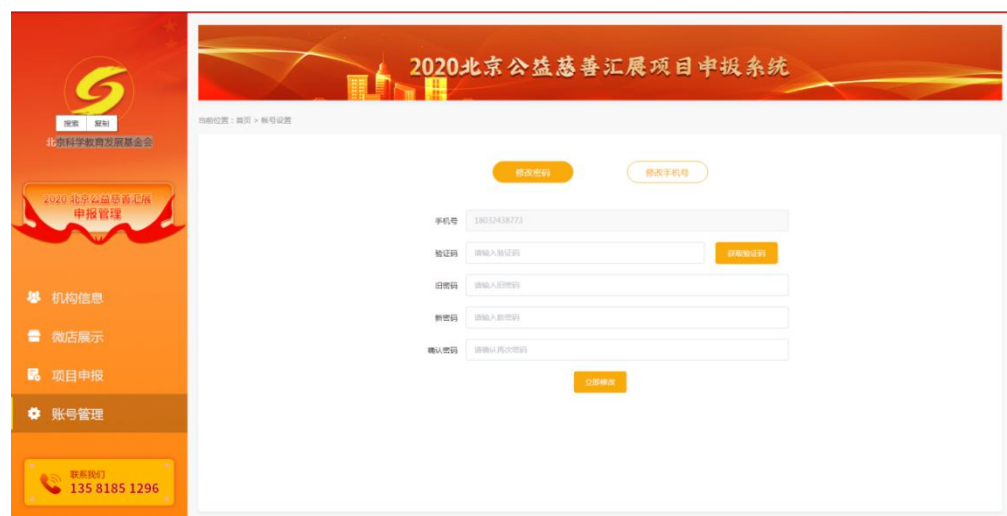 2020北京公益慈善汇展项目申报系统
搜索 复制
北京科学教育发展基金会
当前位置：首页 > 帐号设置
修改密码 修改手机号
2020 北京公益慈善汇展
申报管理
手机号 18032438773
验证码 请输入验证码 获取验证码
旧密码 请输入旧密码
新密码 请输入新密码
确认密码 请确认再次密码
立即修改
机构信息
微店展示
项目申报
账号管理
联系我们
135 8185 1296